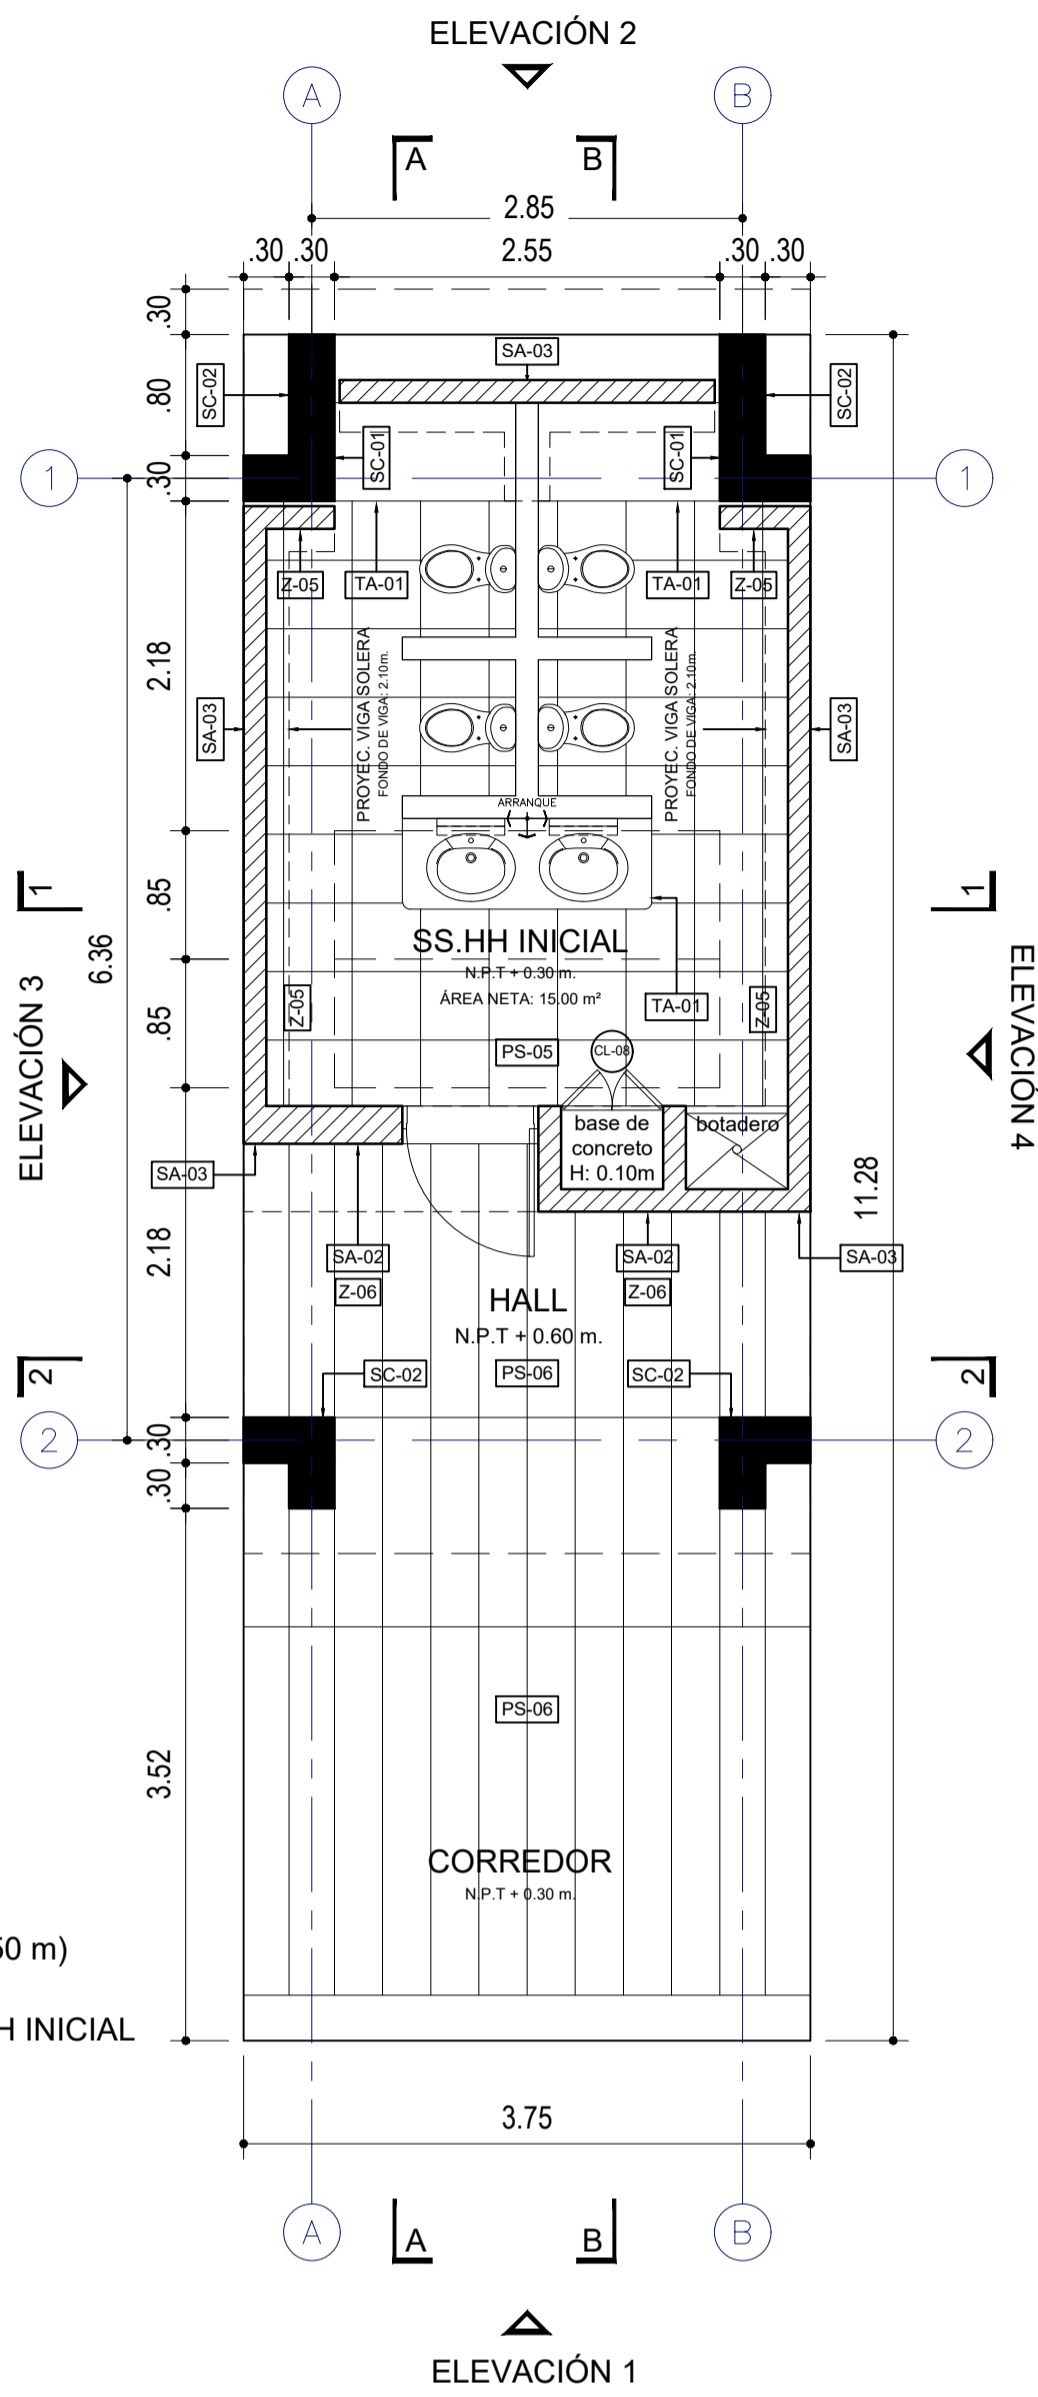 ELEVACIÓN 2
A
B
A
B
2.85
.30
.30
2.55
.30
.30
.30
SA-03
SC-02
SC-02
.80
SC-01
SC-01
1
.30
1
Z-05
TA-01
TA-01
Z-05
PROYEC. VIGA SOLERA
FONDO DE VIGA: 2.10m.
PROYEC. VIGA SOLERA
FONDO DE VIGA: 2.10m.
2.18
SA-03
SA-03
ARRANQUE
1
.85
1
6.36
SS.HH INICIAL
N.P.T + 0.30 m.
ÁREA NETA: 15.00 m²
ELEVACIÓN 3
ELEVACIÓN 4
.85
Z-05
TA-01
Z-05
PS-05
CL-08
base de
concreto
H: 0.10m
botadero
SA-03
11.28
2.18
SA-02
Z-06
SA-02
Z-06
SA-03
HALL
N.P.T + 0.60 m.
2
SC-02
PS-06
SC-02
2
2
.30
2
.30
PS-06
3.52
CORREDOR
N.P.T + 0.30 m.
50 m)
H INICIAL
3.75
A
A
B
B
ELEVACIÓN 1